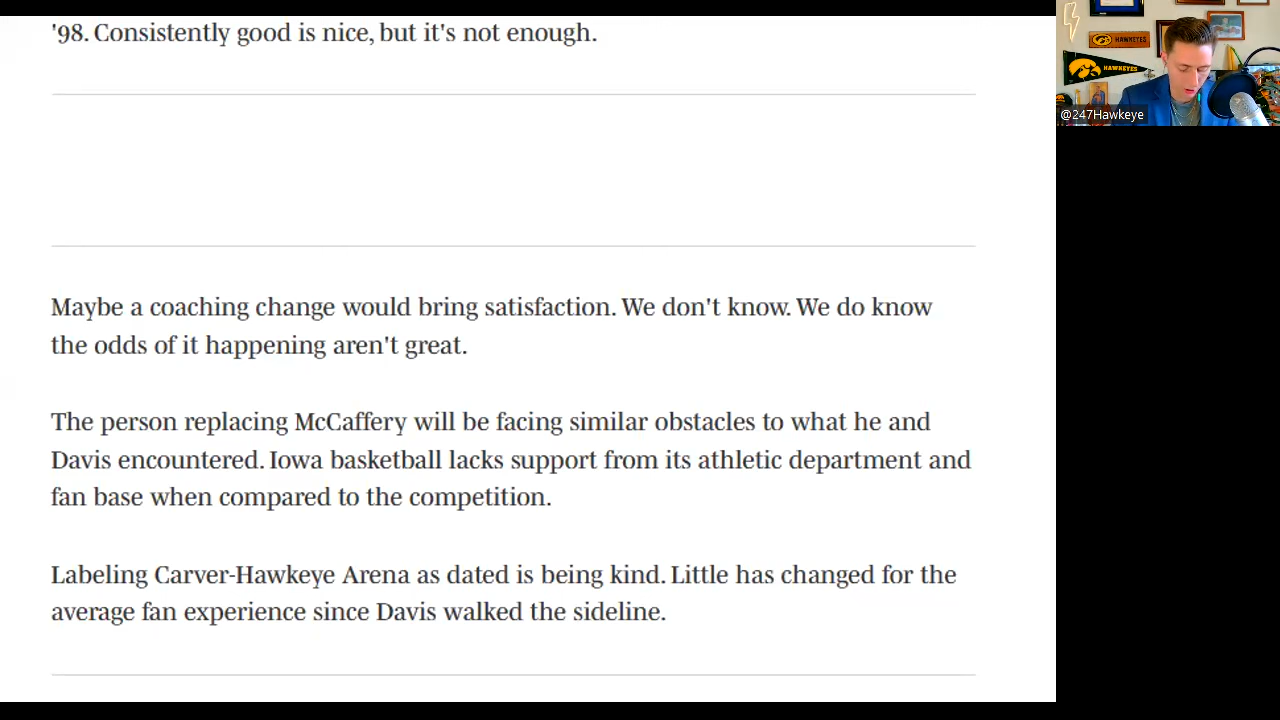 '98. Consistently good is nice, but it's not enough.
Maybe a coaching change would bring satisfaction. We don't know. We do know
the odds of it happening aren't great.
The person replacing McCaffery will be facing similar obstacles to what he and
Davis encountered. Iowa basketball lacks support from its athletic department and
fan base when compared to the competition.
Labeling Carver-Hawkeye Arena as dated is being kind. Little has changed for the
average fan experience since Davis walked the sideline.
HAWKEYES
HAWKEYES
@247Hawkeye